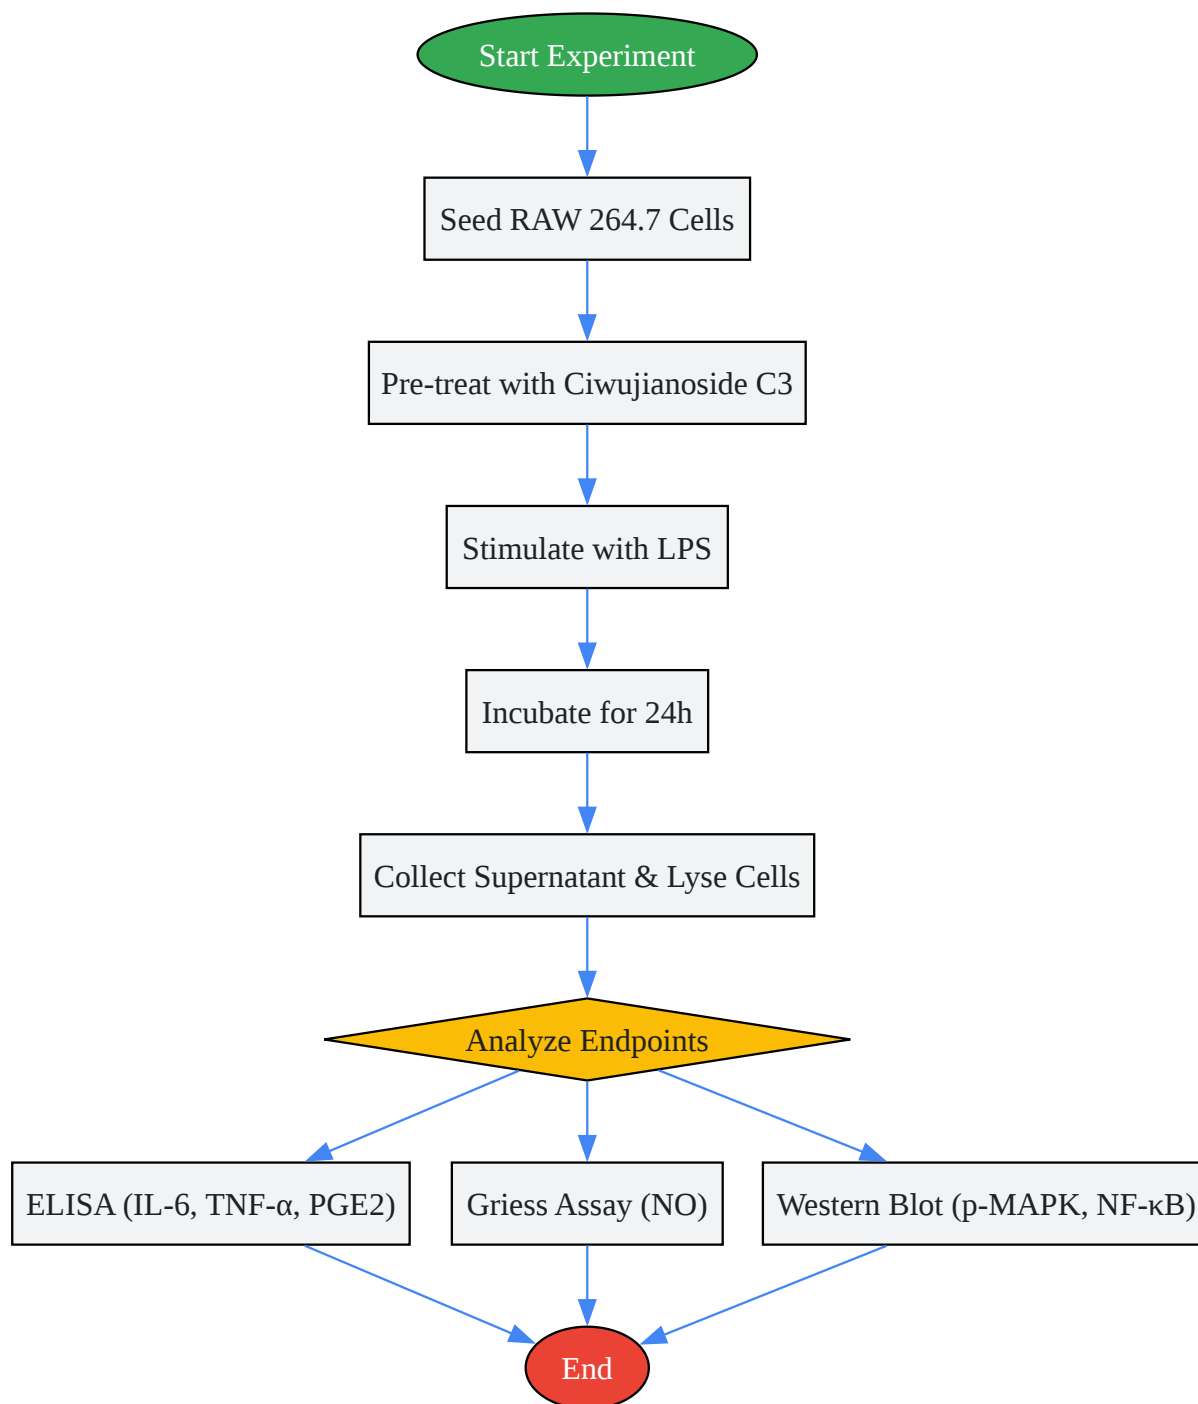 Start Experiment
Seed RAW 264.7 Cells
Pre-treat with Ciwujianoside C3
Stimulate with LPS
Incubate for 24h
Collect Supernatant & Lyse Cells
Analyze Endpoints
ELISA (IL-6, TNF-α, PGE2)
Griess Assay (NO)
Western Blot (p-MAPK, NF-κB)
End